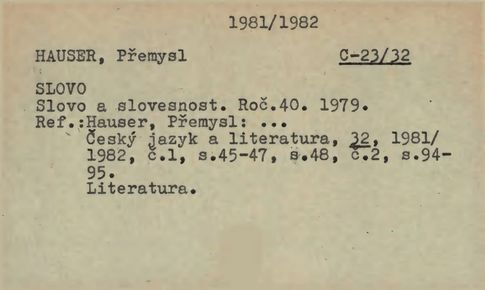 1981/1982
HAUSER, Přemysl C-23/32
SLOVO
Slovo a slovesnost. Roč.40. 1979.
Ref.:Hauser, Přemysl: ...
Český jazyk a literatura, 32, 1981/
1982, č.1, s.45-47, s.48, č.2, s.94-
95.
Literatura.